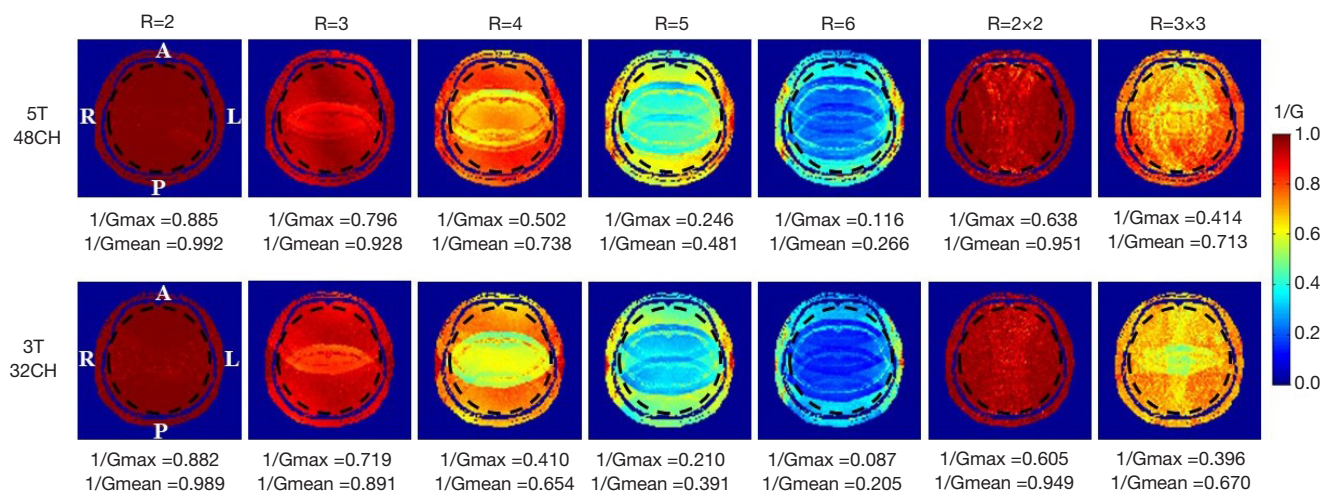 R=2 R=3 R=4 R=5 R=6 R=2×2 R=3×3
A
5T
48CH
R L
P
1/Gmax =0.885 1/Gmax =0.796 1/Gmax =0.502 1/Gmax =0.246 1/Gmax =0.116 1/Gmax =0.638 1/Gmax =0.414
1/Gmean =0.992 1/Gmean =0.928 1/Gmean =0.738 1/Gmean =0.481 1/Gmean =0.266 1/Gmean =0.951 1/Gmean =0.713
A
3T
32CH
R L
P
1/Gmax =0.882 1/Gmax =0.719 1/Gmax =0.410 1/Gmax =0.210 1/Gmax =0.087 1/Gmax =0.605 1/Gmax =0.396
1/Gmean =0.989 1/Gmean =0.891 1/Gmean =0.654 1/Gmean =0.391 1/Gmean =0.205 1/Gmean =0.949 1/Gmean =0.670
1/G
1.0
0.8
0.6
0.4
0.2
0.0